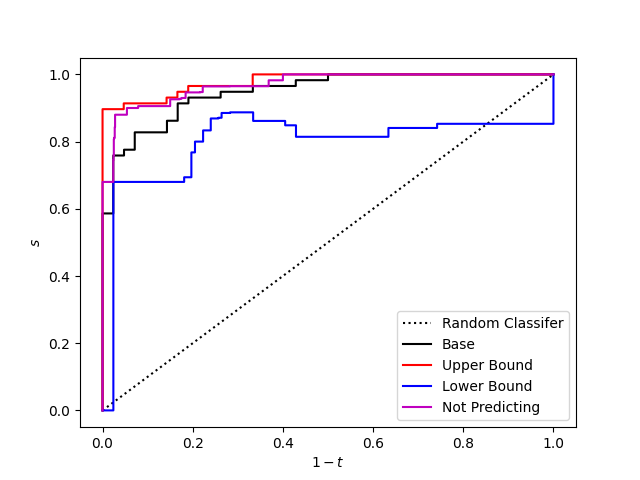 1.0
0.8
0.6
0.4
0.2
0.0
s
0.0 0.2 0.4 0.6 0.8 1.0
1 − t
Random Classifer
Base
Upper Bound
Lower Bound
Not Predicting